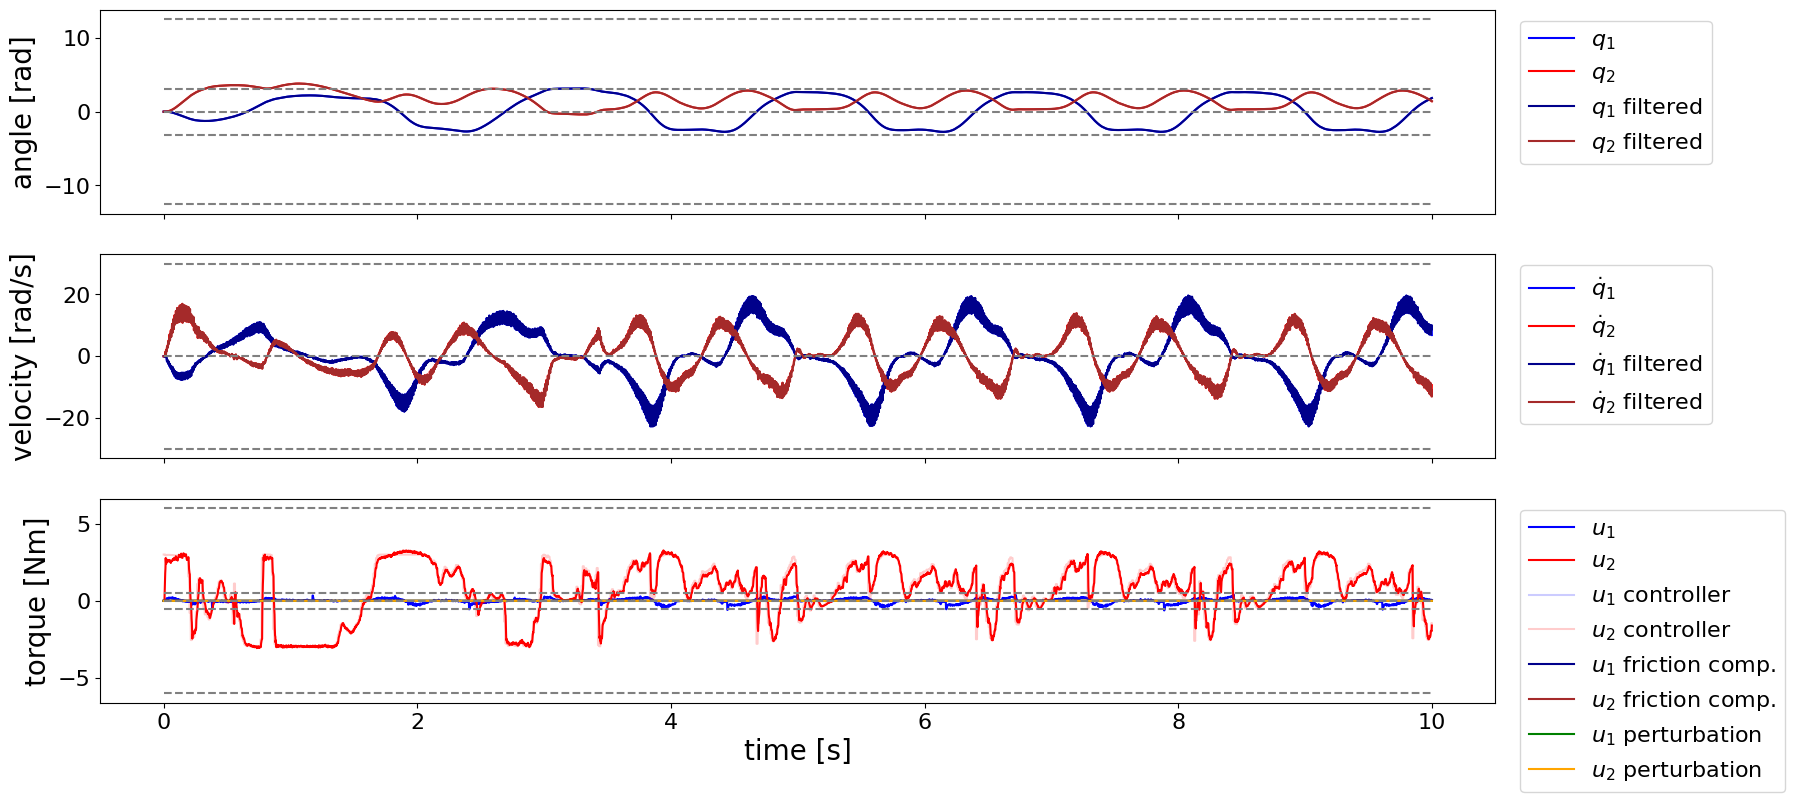 angle [rad]
10
0
−10
q₁
q₂
q₁ filtered
q₂ filtered
velocity [rad/s]
20
0
−20
q̇₁
q̇₂
q̇₁ filtered
q̇₂ filtered
torque [Nm]
5
0
−5
0
2
4
6
8
10
time [s]
u₁
u₂
u₁ controller
u₂ controller
u₁ friction comp.
u₂ friction comp.
u₁ perturbation
u₂ perturbation